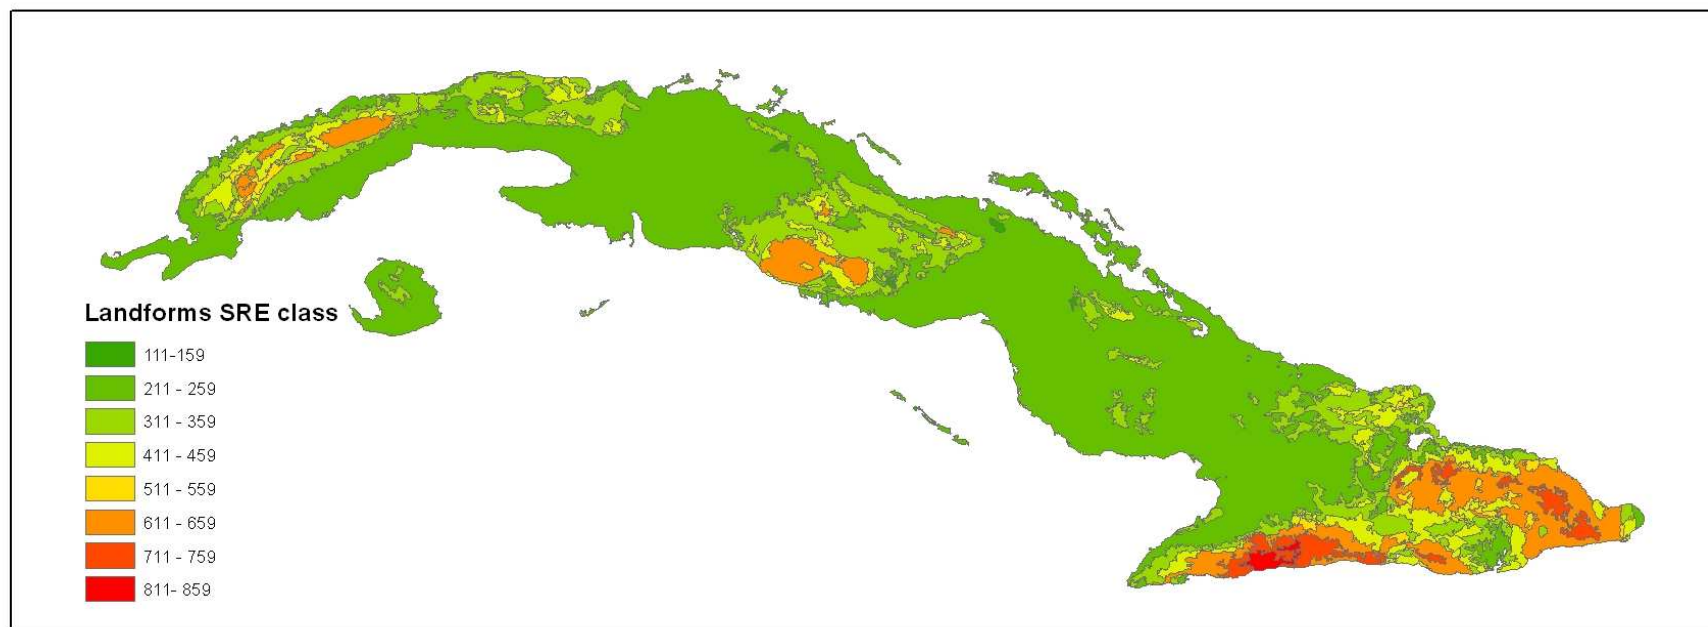 Landforms SRE class
111-159
211 - 259
311 - 359
411 - 459
511 - 559
611 - 659
711 - 759
811- 859